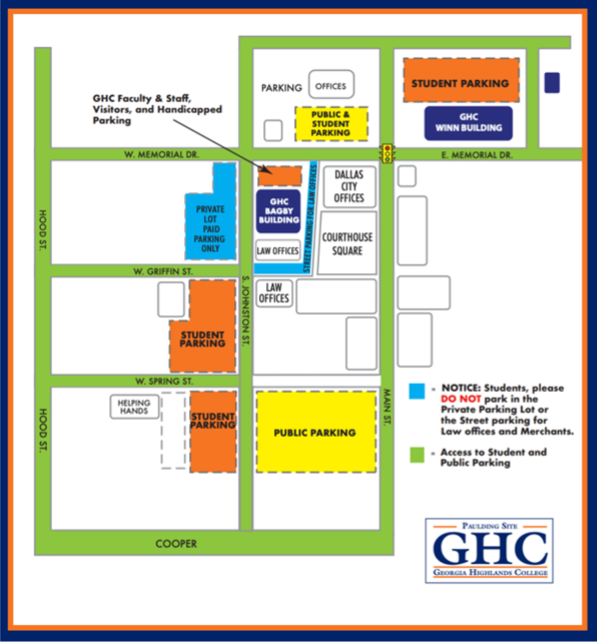 PARKING
OFFICES
STUDENT PARKING
GHC Faculty & Staff,
Visitors, and Handicapped
Parking
PUBLIC &
STUDENT
PARKING
GHC
WINN BUILDING
W. MEMORIAL DR.
E. MEMORIAL DR.
PRIVATE
LOT
PAID
PARKING
ONLY
GHC
BAGBY
BUILDING
LAW OFFICES
STREET PARKING FOR LAW OFFICES
DALLAS
CITY
OFFICES
COURTHOUSE
SQUARE
HOOD ST.
W. GRIFFIN ST.
S. JOHNSTON ST.
LAW
OFFICES
STUDENT
PARKING
W. SPRING ST.
HELPING
HANDS
STUDENT
PARKING
PUBLIC PARKING
MAIN ST.
HOOD ST.
COOPER
= NOTICE: Students, please
DO NOT park in the
Private Parking Lot or
the Street parking for
Law offices and Merchants.
= Access to Student and
Public Parking
PAULDING SITE
GHC
GEORGIA HIGHLANDS COLLEGE